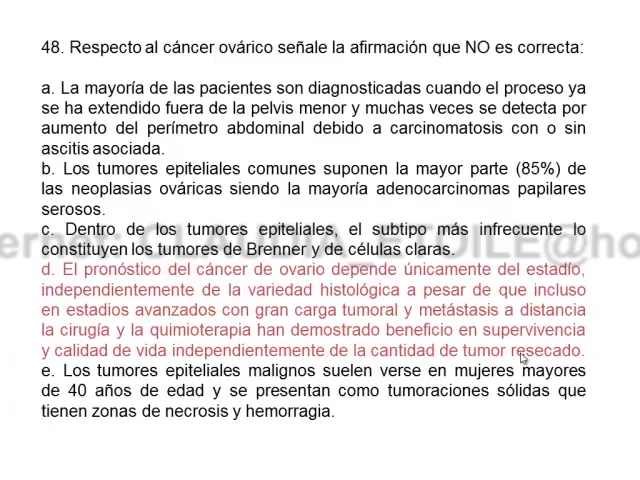 48. Respecto al cáncer ovárico señale la afirmación que NO es correcta:
a. La mayoría de las pacientes son diagnosticadas cuando el proceso ya
se ha extendido fuera de la pelvis menor y muchas veces se detecta por
aumento del perímetro abdominal debido a carcinomatosis con o sin
ascitis asociada.
b. Los tumores epiteliales comunes suponen la mayor parte (85%) de
las neoplasias ováricas siendo la mayoría adenocarcinomas papilares
serosos.
c. Dentro de los tumores epiteliales, el subtipo más infrecuente lo
constituyen los tumores de Brenner y de células claras.
d. El pronóstico del cáncer de ovario depende únicamente del estadío,
independientemente de la variedad histológica a pesar de que incluso
en estadios avanzados con gran carga tumoral y metástasis a distancia
la cirugía y la quimioterapia han demostrado beneficio en supervivencia
y calidad de vida independientemente de la cantidad de tumor resecado.
e. Los tumores epiteliales malignos suelen verse en mujeres mayores
de 40 años de edad y se presentan como tumoraciones sólidas que
tienen zonas de necrosis y hemorragia.